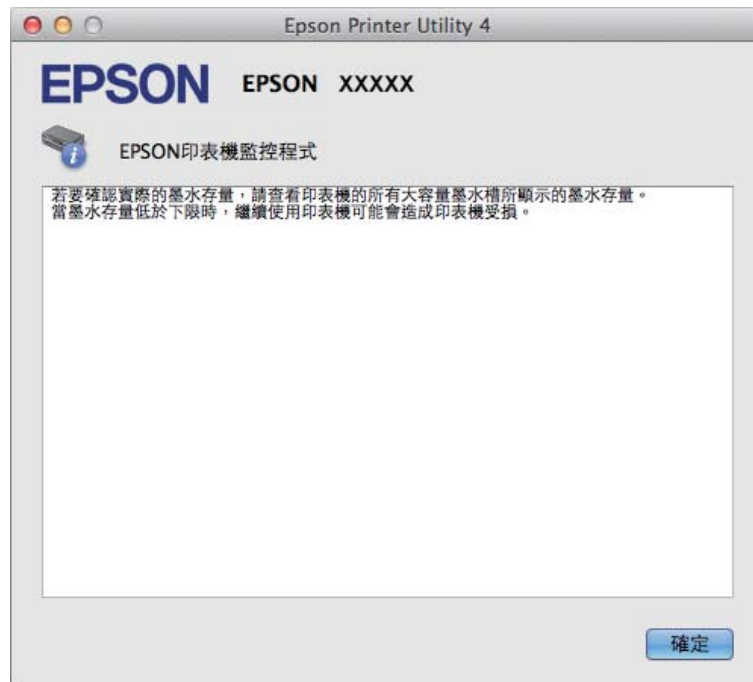 Epson Printer Utility 4
EPSON EPSON XXXXX
EPSON印表機監控程式
若要確認實際的墨水存量，請查看印表機的所有大容量墨水槽所顯示的墨水存量。
當墨水存量低於下限時，繼續使用印表機可能會造成印表機受損。
確定